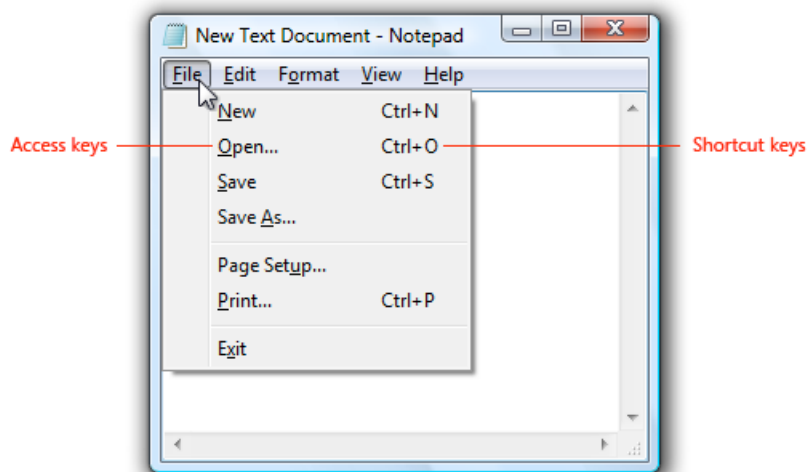 New Text Document - Notepad
File Edit Format View Help
New Ctrl+N
Access keys Open... Ctrl+O Shortcut keys
Save Ctrl+S
Save As...
Page Setup...
Print... Ctrl+P
Exit